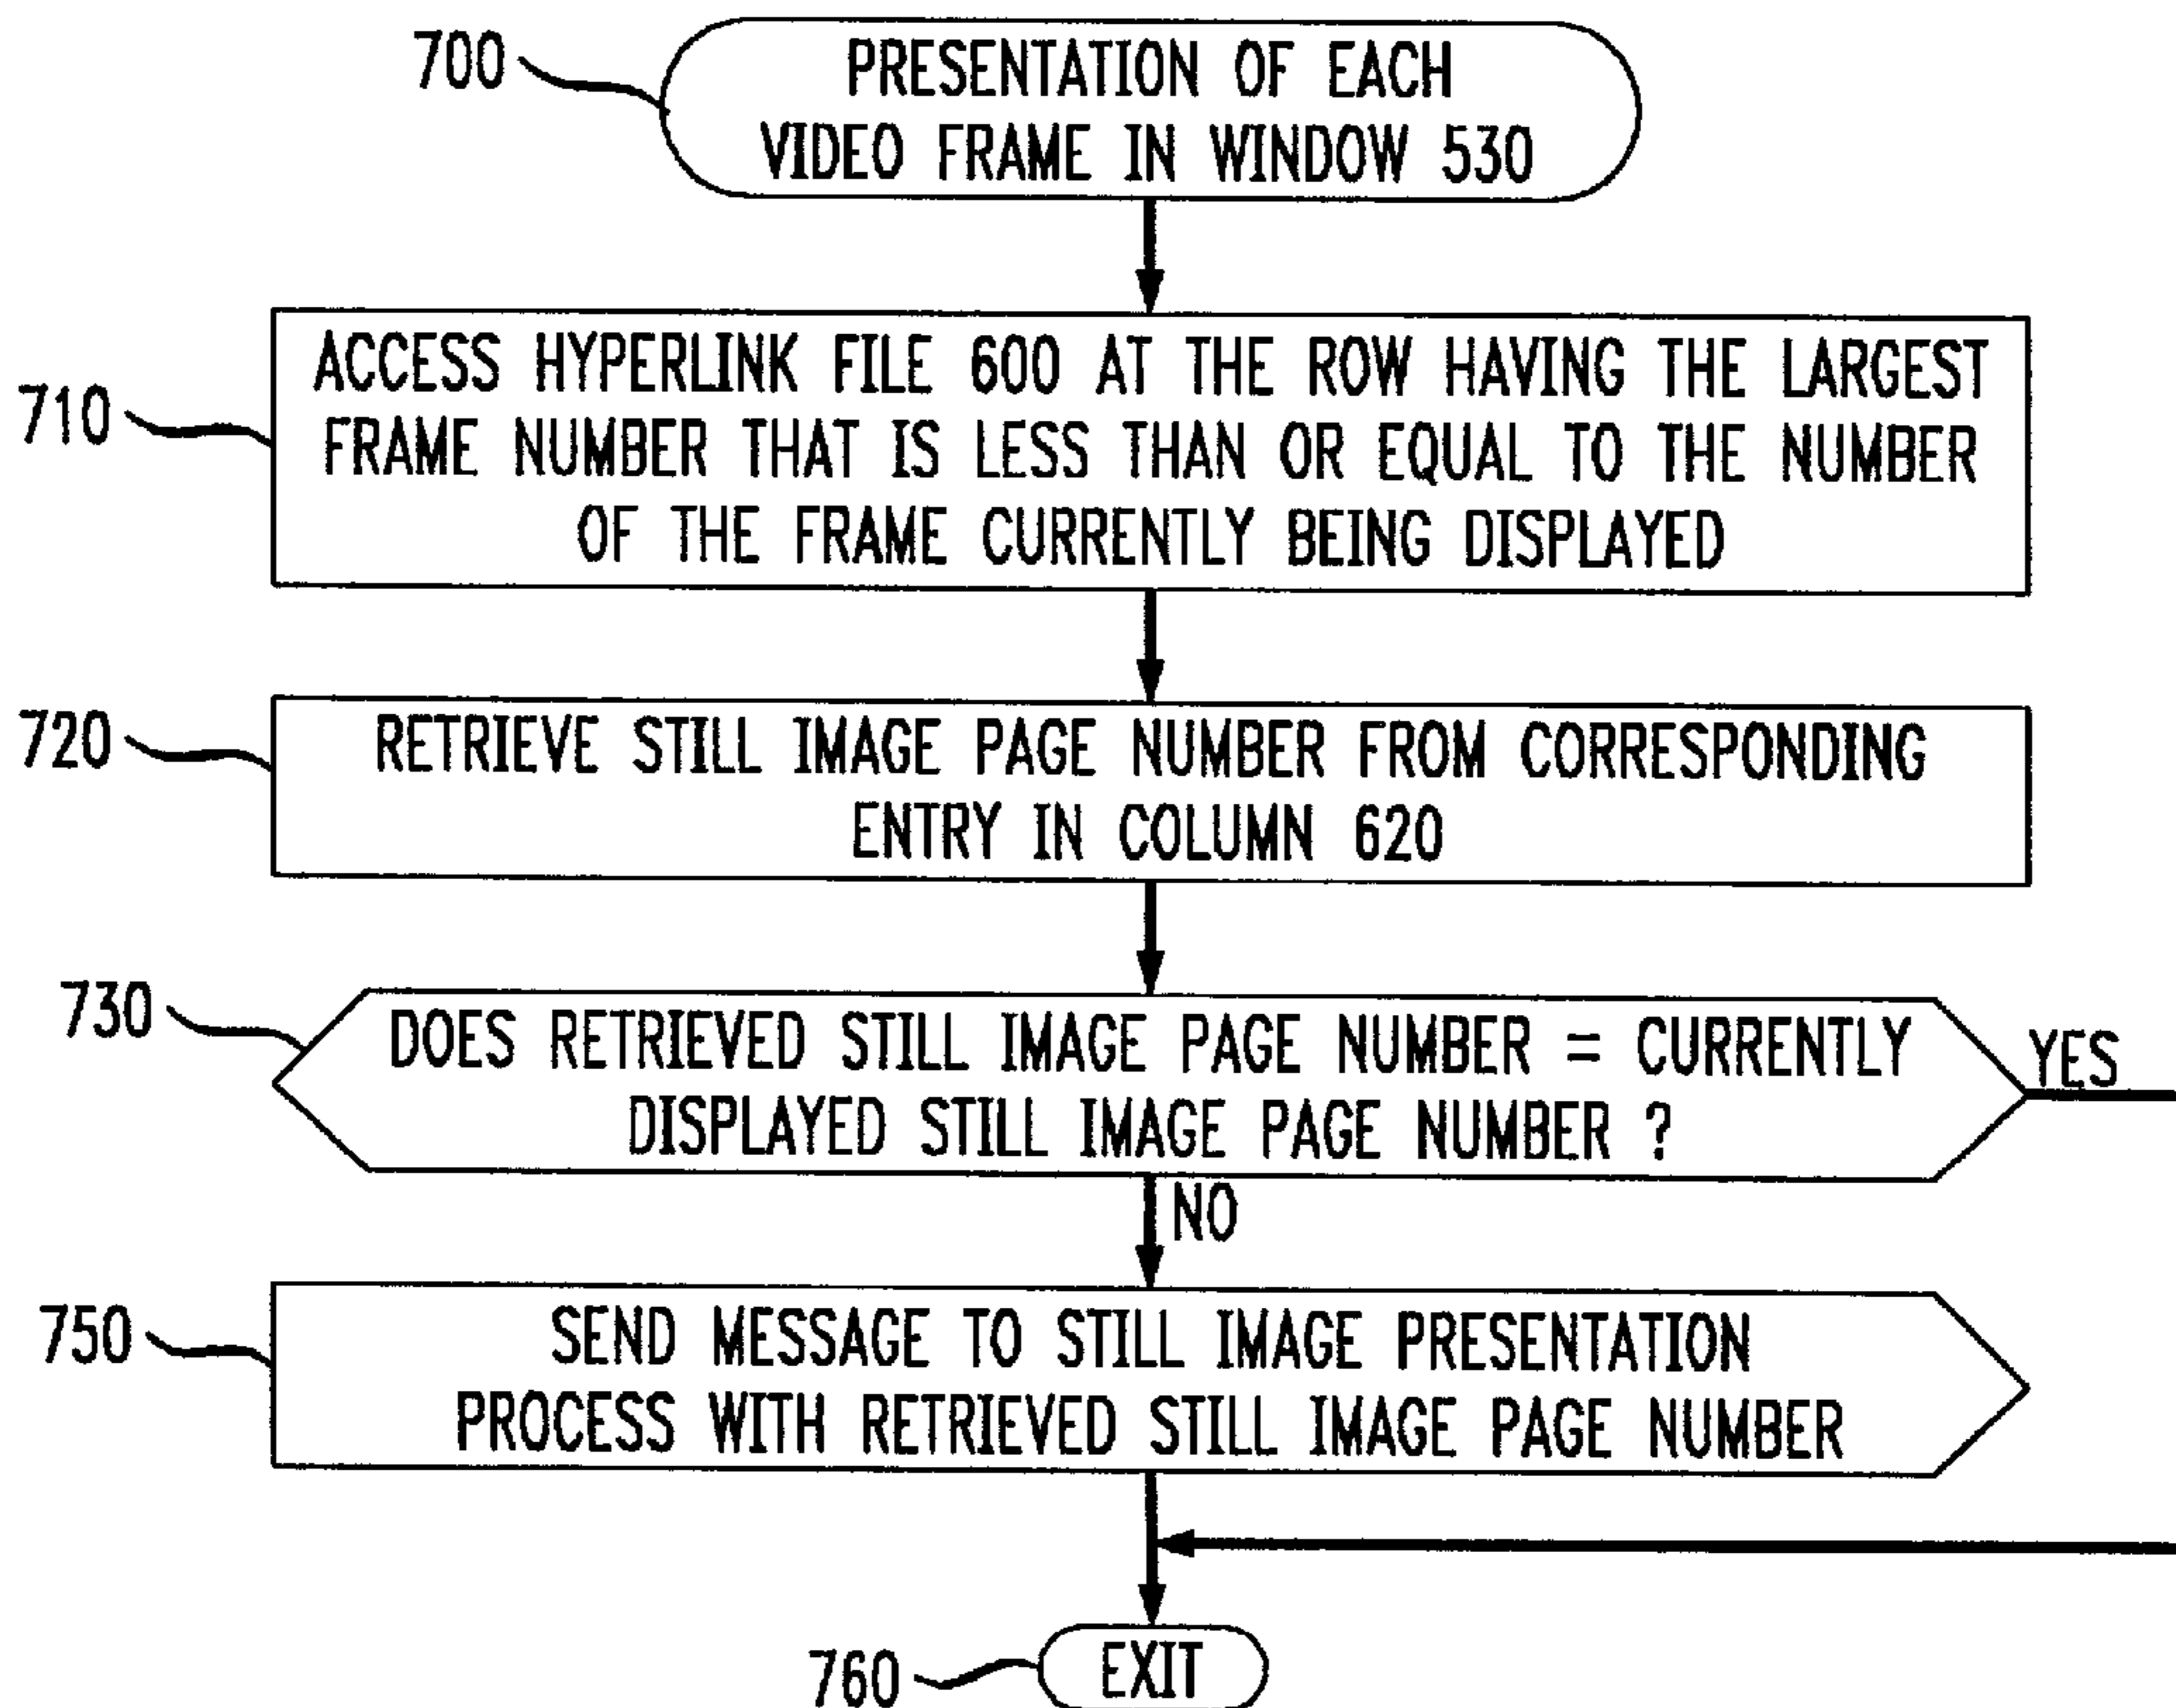 700
PRESENTATION OF EACH
VIDEO FRAME IN WINDOW 530
710
ACCESS HYPERLINK FILE 600 AT THE ROW HAVING THE LARGEST
FRAME NUMBER THAT IS LESS THAN OR EQUAL TO THE NUMBER
OF THE FRAME CURRENTLY BEING DISPLAYED
720
RETRIEVE STILL IMAGE PAGE NUMBER FROM CORRESPONDING
ENTRY IN COLUMN 620
730
DOES RETRIEVED STILL IMAGE PAGE NUMBER = CURRENTLY
DISPLAYED STILL IMAGE PAGE NUMBER ?
YES
NO
750
SEND MESSAGE TO STILL IMAGE PRESENTATION
PROCESS WITH RETRIEVED STILL IMAGE PAGE NUMBER
760
EXIT